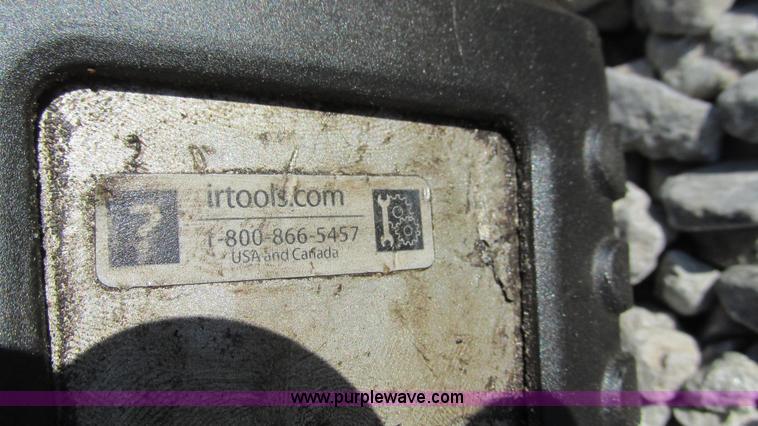 ?
irtools.com
1-800-866-5457
USA and Canada
www.purplewave.com